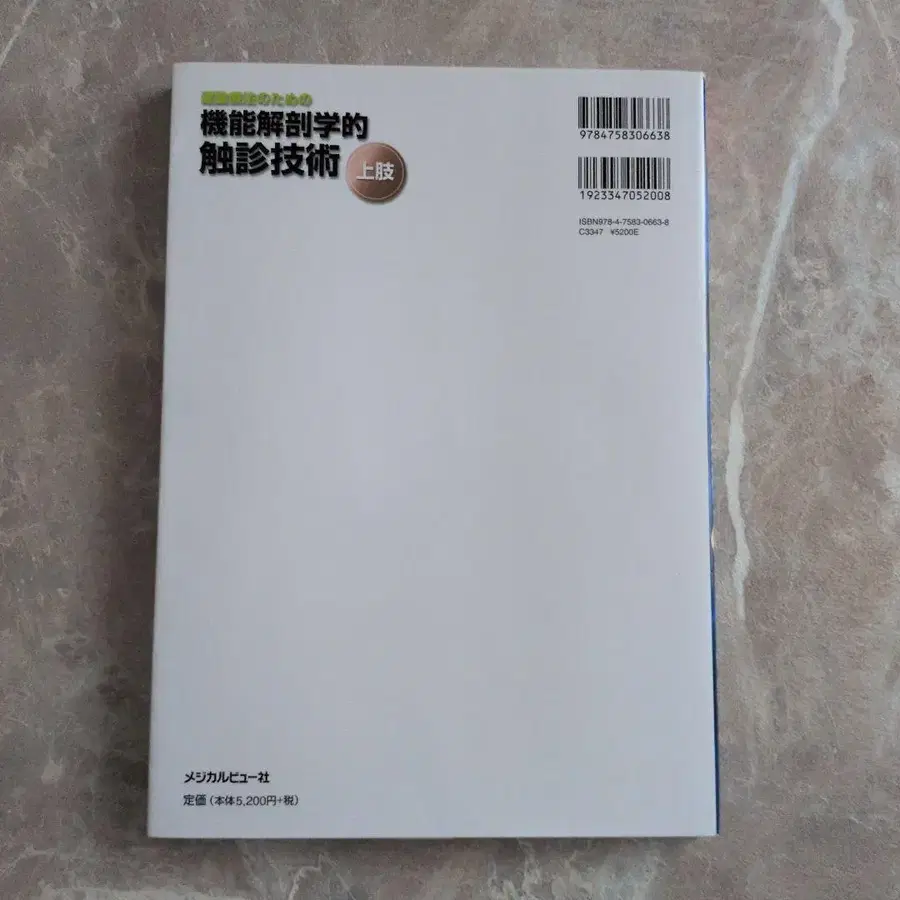 運動療法のための
機能解剖学的
触診技術
上肢
9784758306638
1923347052008
ISBN978-4-7583-0663-8
C3347 ¥5200E
メジカルビュー社
定価(本体5,200円+税)